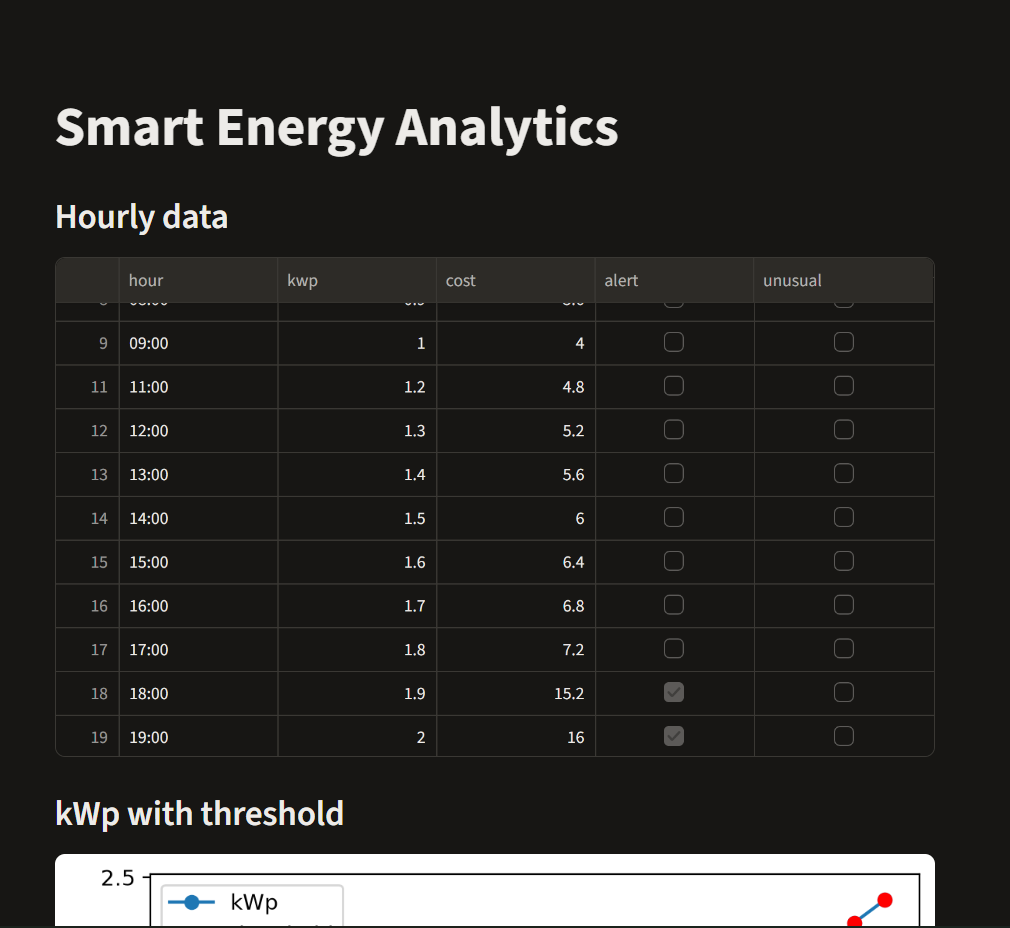 Smart Energy Analytics
Hourly data
hour kwp cost alert unusual
9 09:00 1 4
11 11:00 1.2 4.8
12 12:00 1.3 5.2
13 13:00 1.4 5.6
14 14:00 1.5 6
15 15:00 1.6 6.4
16 16:00 1.7 6.8
17 17:00 1.8 7.2
18 18:00 1.9 15.2
19 19:00 2 16
kWp with threshold
2.5
kWp